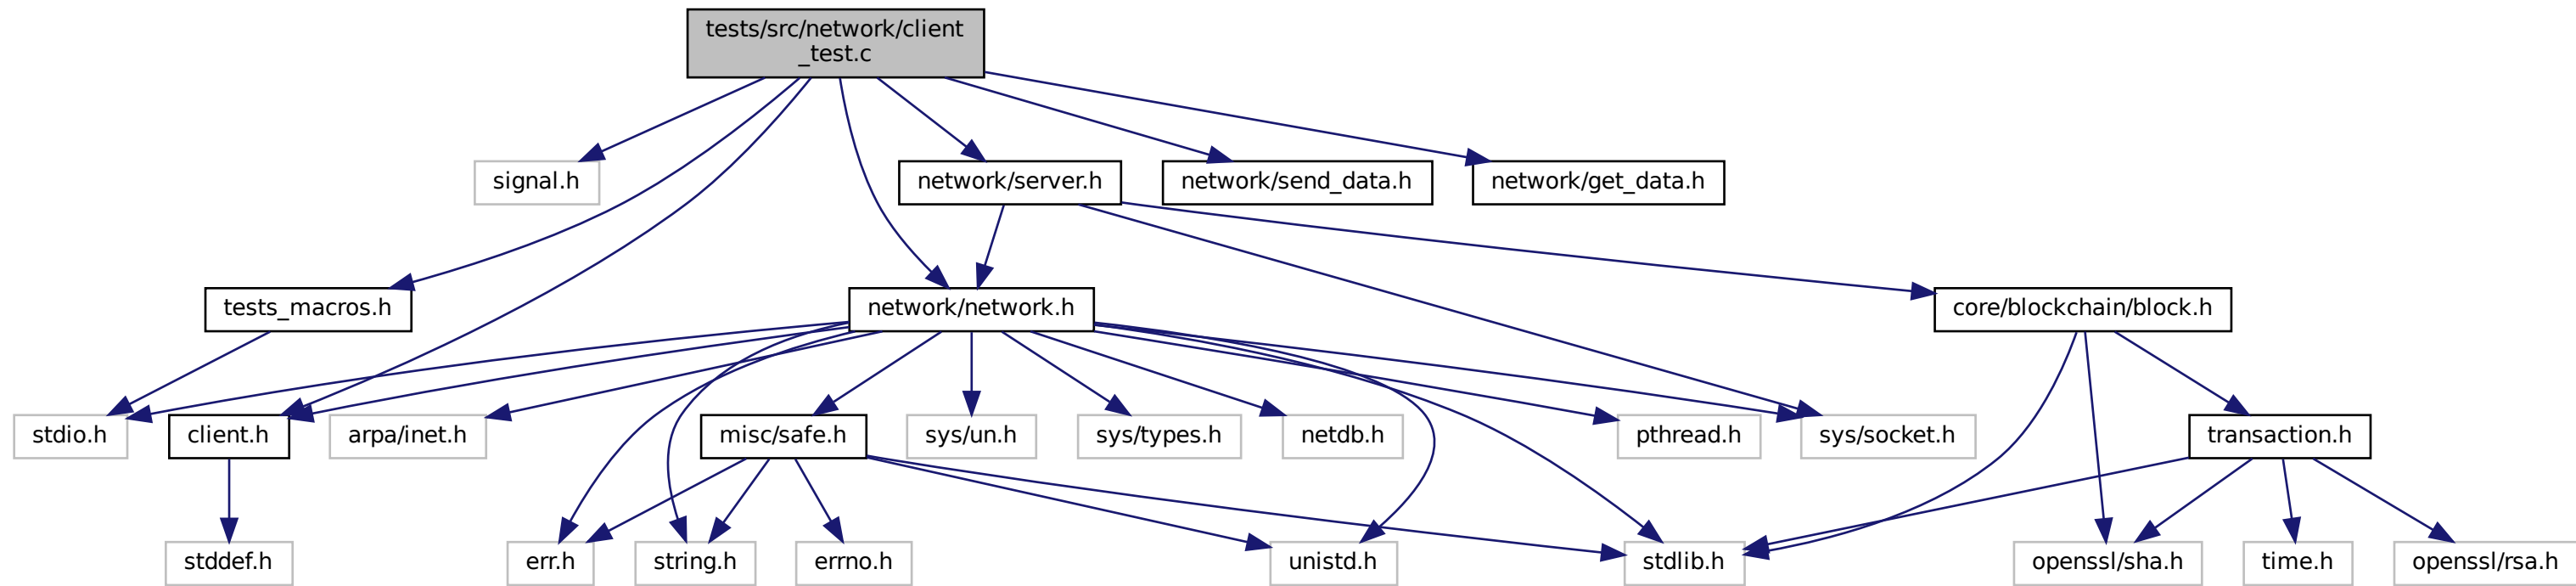 tests/src/network/client
_test.c
signal.h
network/server.h
network/send_data.h
network/get_data.h
tests_macros.h
network/network.h
core/blockchain/block.h
stdio.h
client.h
arpa/inet.h
misc/safe.h
sys/un.h
sys/types.h
netdb.h
pthread.h
sys/socket.h
transaction.h
stddef.h
err.h
string.h
errno.h
unistd.h
stdlib.h
openssl/sha.h
time.h
openssl/rsa.h